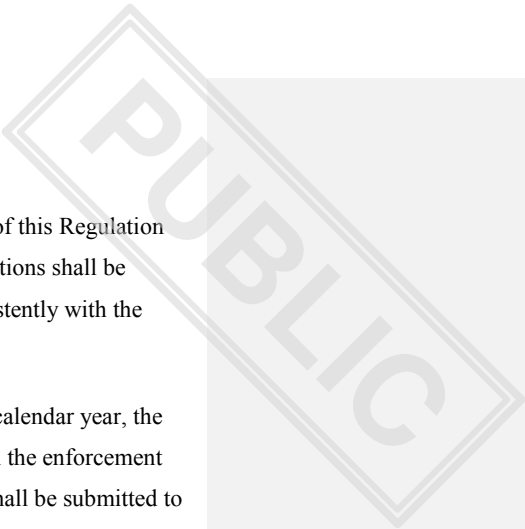 PUBLIC
of this Regulation
tions shall be
stently with the
calendar year, the
the enforcement
hall be submitted to